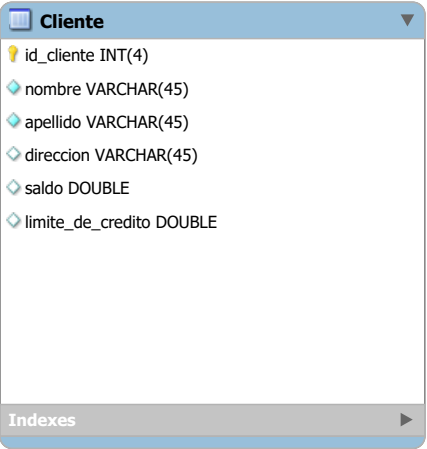 Cliente
id_cliente INT(4)
nombre VARCHAR(45)
apellido VARCHAR(45)
direccion VARCHAR(45)
saldo DOUBLE
limite_de_credito DOUBLE
Indexes